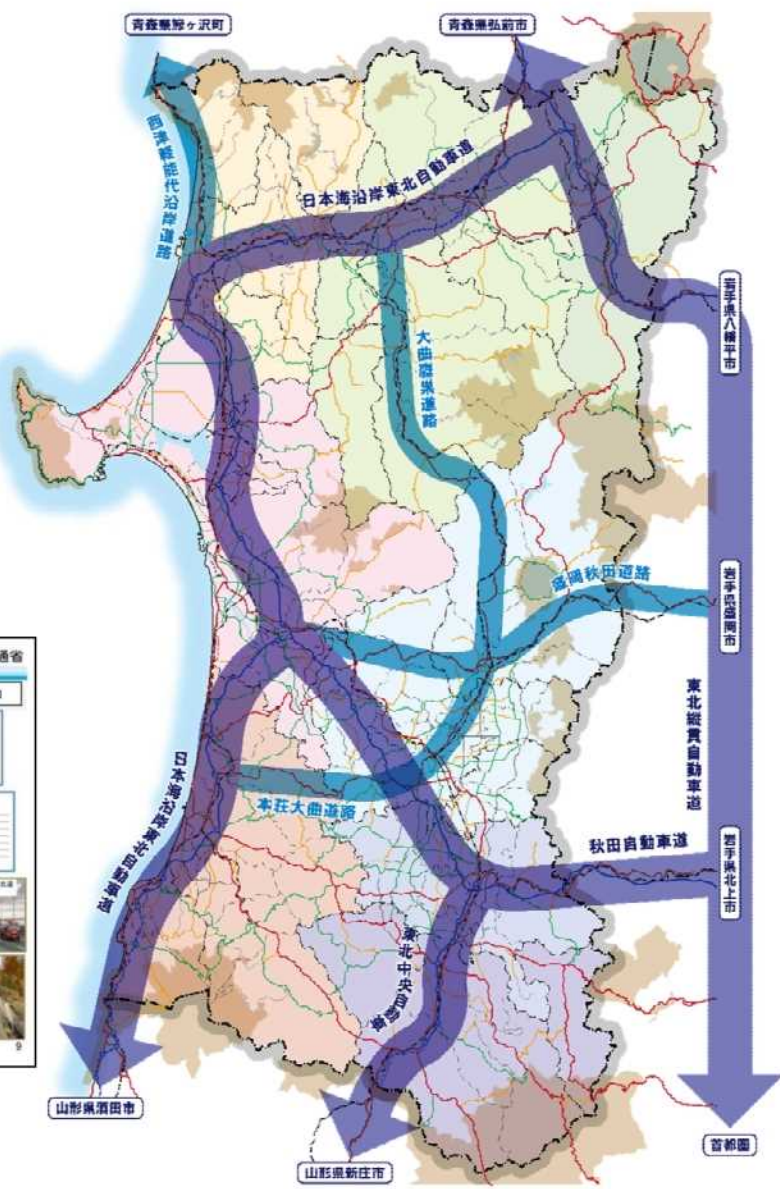 青森県鰺ヶ沢町
青森県弘前市
西津軽能代沿岸道路
日本海沿岸東北自動車道
岩手県八幡平市
大曲鷹巣道路
盛岡秋田道路
岩手県盛岡市
通省
東北縦貫自動車道
日本海沿岸東北自動車道
本荘大曲道路
秋田自動車道
岩手県北上市
東北中央自動車
9
山形県酒田市
山形県新庄市
首都圏